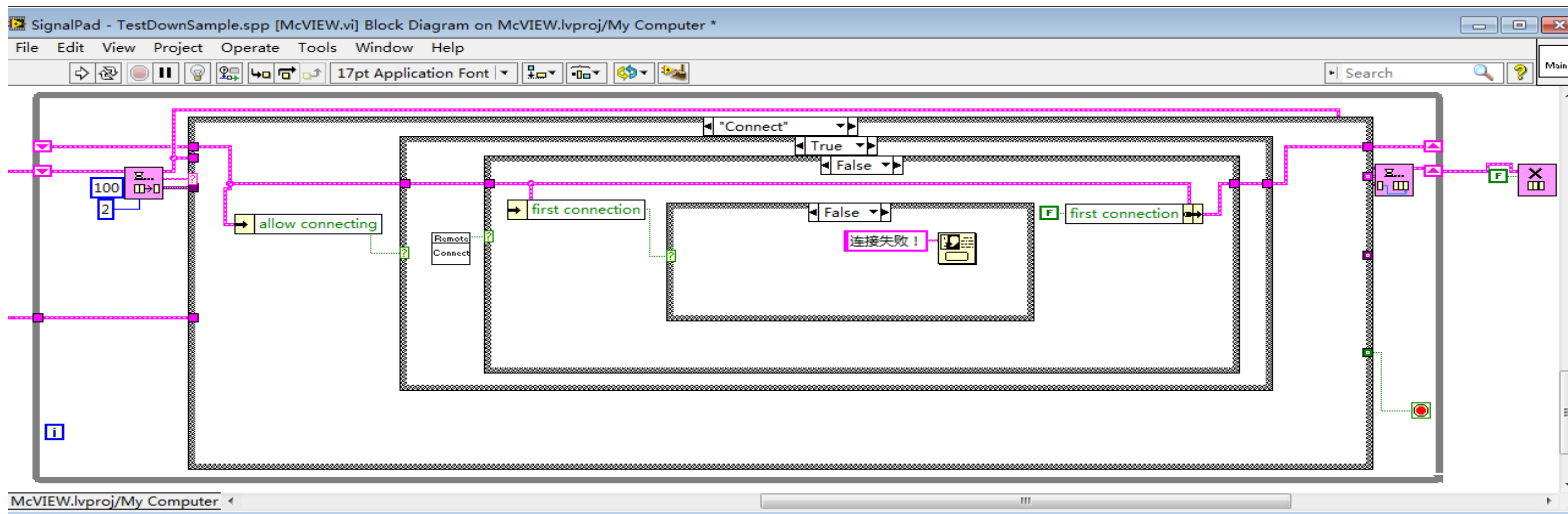 SignalPad - TestDownSample.spp [McVIEW.vi] Block Diagram on McVIEW.lvproj/My Computer *
File Edit View Project Operate Tools Window Help
17pt Application Font
Search
Main
"Connect"
True
False
100
2
first connection
allow connecting
Remote
Connect
False
连接失败！
F
first connection
F
i
McVIEW.lvproj/My Computer